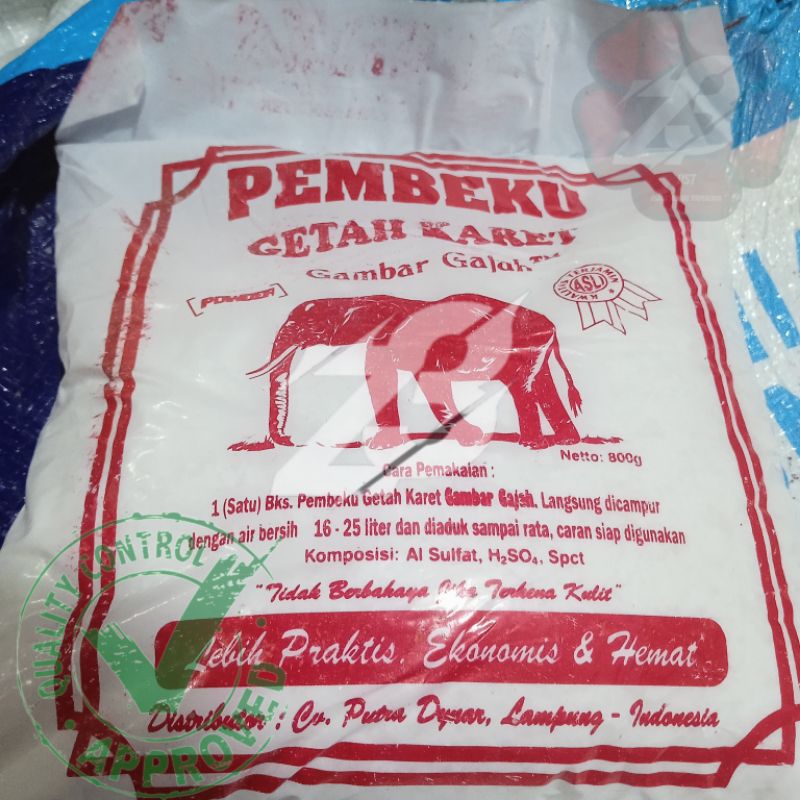 PEMBEKU
GETAH KARET
Gambar Gajah™
[POWDER]
KWALITAS TERJAMIN
ASLI
Netto: 800g
Cara Pemakaian :
1 (Satu) Bks. Pembeku Getah Karet Gambar Gajah. Langsung dicampur
dengan air bersih 16 - 25 liter dan diaduk sampai rata, caran siap digunakan
Komposisi: Al Sulfat, H₂SO₄, Spct
"Tidak Berbahaya Jika Terkena Kulit"
Lebih Praktis, Ekonomis & Hemat
Distributor : Cv. Putra Dynar, Lampung - Indonesia
QUALITY CONTROL
APPROVED